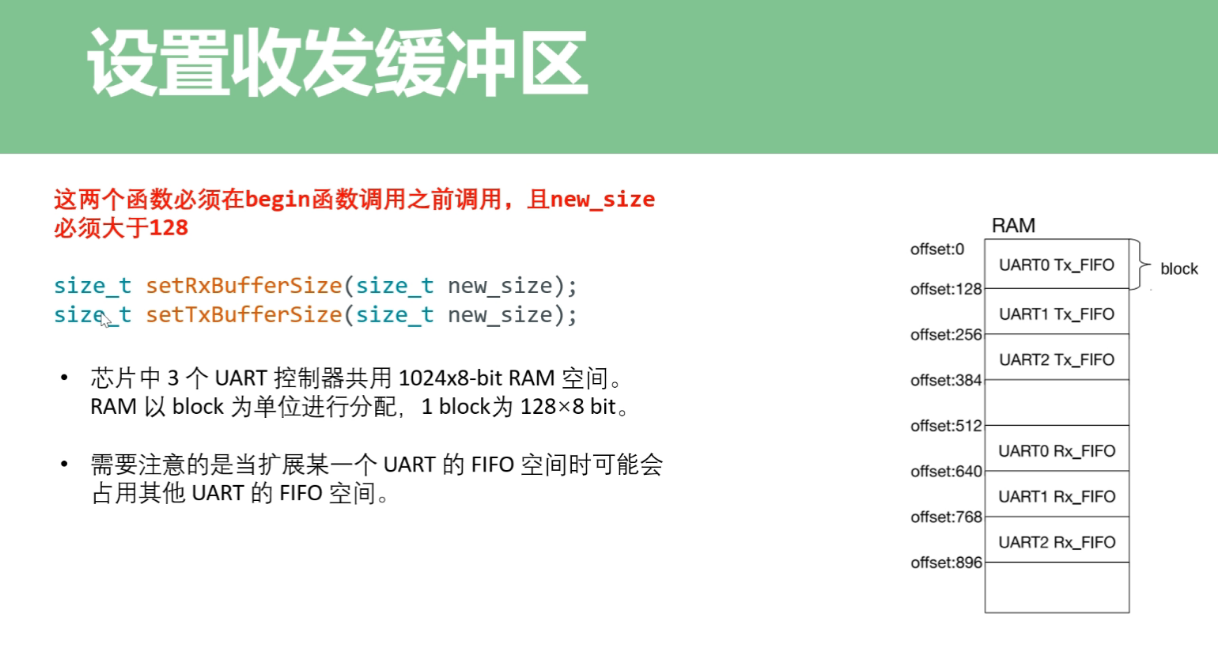 设置收发缓冲区
这两个函数必须在begin函数调用之前调用，且new_size
必须大于128
size_t setRxBufferSize(size_t new_size);
size_t setTxBufferSize(size_t new_size);
• 芯片中 3 个 UART 控制器共用 1024x8-bit RAM 空间。
RAM 以 block 为单位进行分配，1 block为 128×8 bit。
• 需要注意的是当扩展某一个 UART 的 FIFO 空间时可能会
占用其他 UART 的 FIFO 空间。
RAM
offset:0
UART0 Tx_FIFO
block
offset:128
UART1 Tx_FIFO
offset:256
UART2 Tx_FIFO
offset:384
offset:512
UART0 Rx_FIFO
offset:640
UART1 Rx_FIFO
offset:768
UART2 Rx_FIFO
offset:896